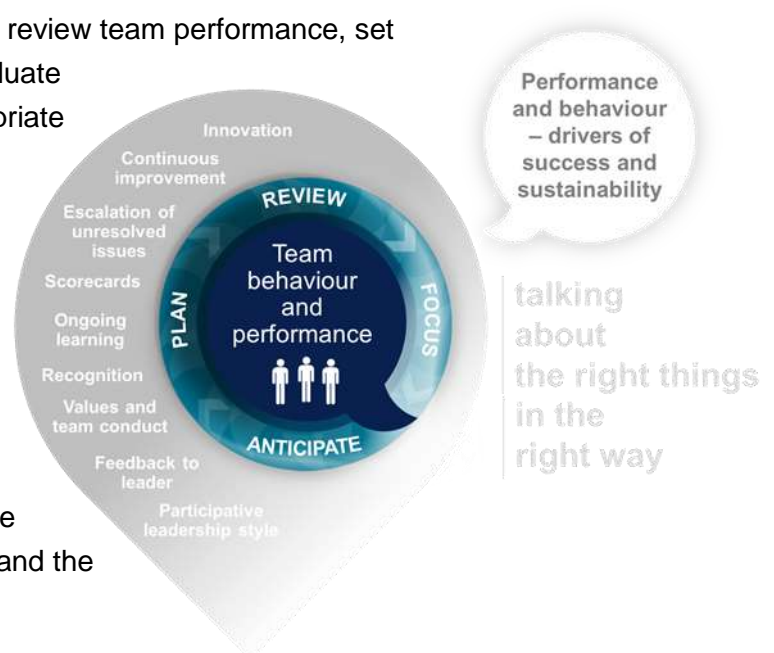 review team performance, set
luate
oriate
Innovation
Continuous
improvement
Escalation of
unresolved
issues
Scorecards
Ongoing
learning
Recognition
Values and
team conduct
Feedback to
leader
Participative
leadership style
REVIEW
FOCUS
ANTICIPATE
PLAN
Team
behaviour
and
performance
Performance
and behaviour
– drivers of
success and
sustainability
talking
about
the right things
in the
right way
e
and the